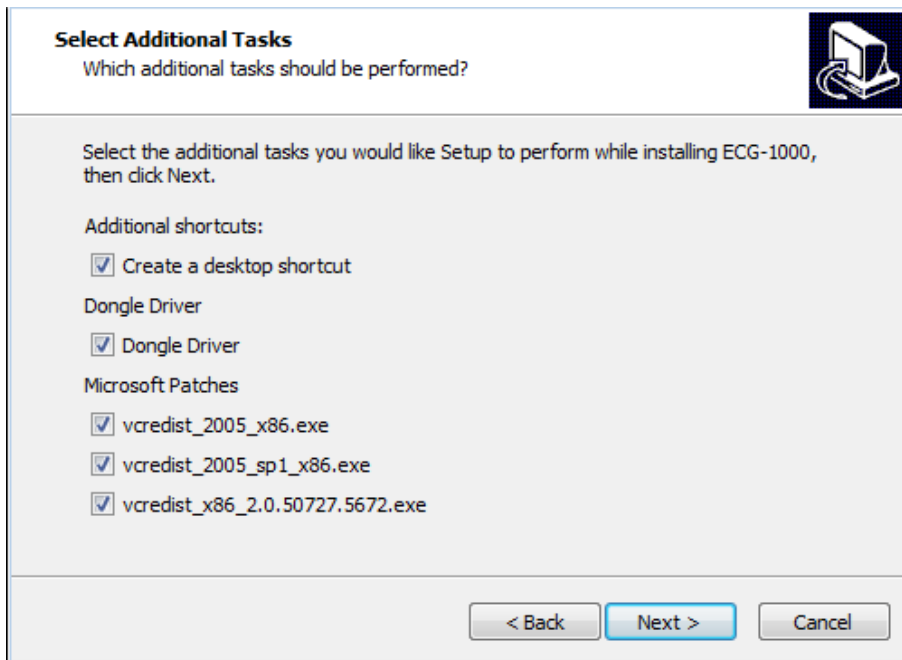 Select Additional Tasks
Which additional tasks should be performed?
Select the additional tasks you would like Setup to perform while installing ECG-1000,
then click Next.
Additional shortcuts:
Create a desktop shortcut
Dongle Driver
Dongle Driver
Microsoft Patches
vcredist_2005_x86.exe
vcredist_2005_sp1_x86.exe
vcredist_x86_2.0.50727.5672.exe
< Back
Next >
Cancel